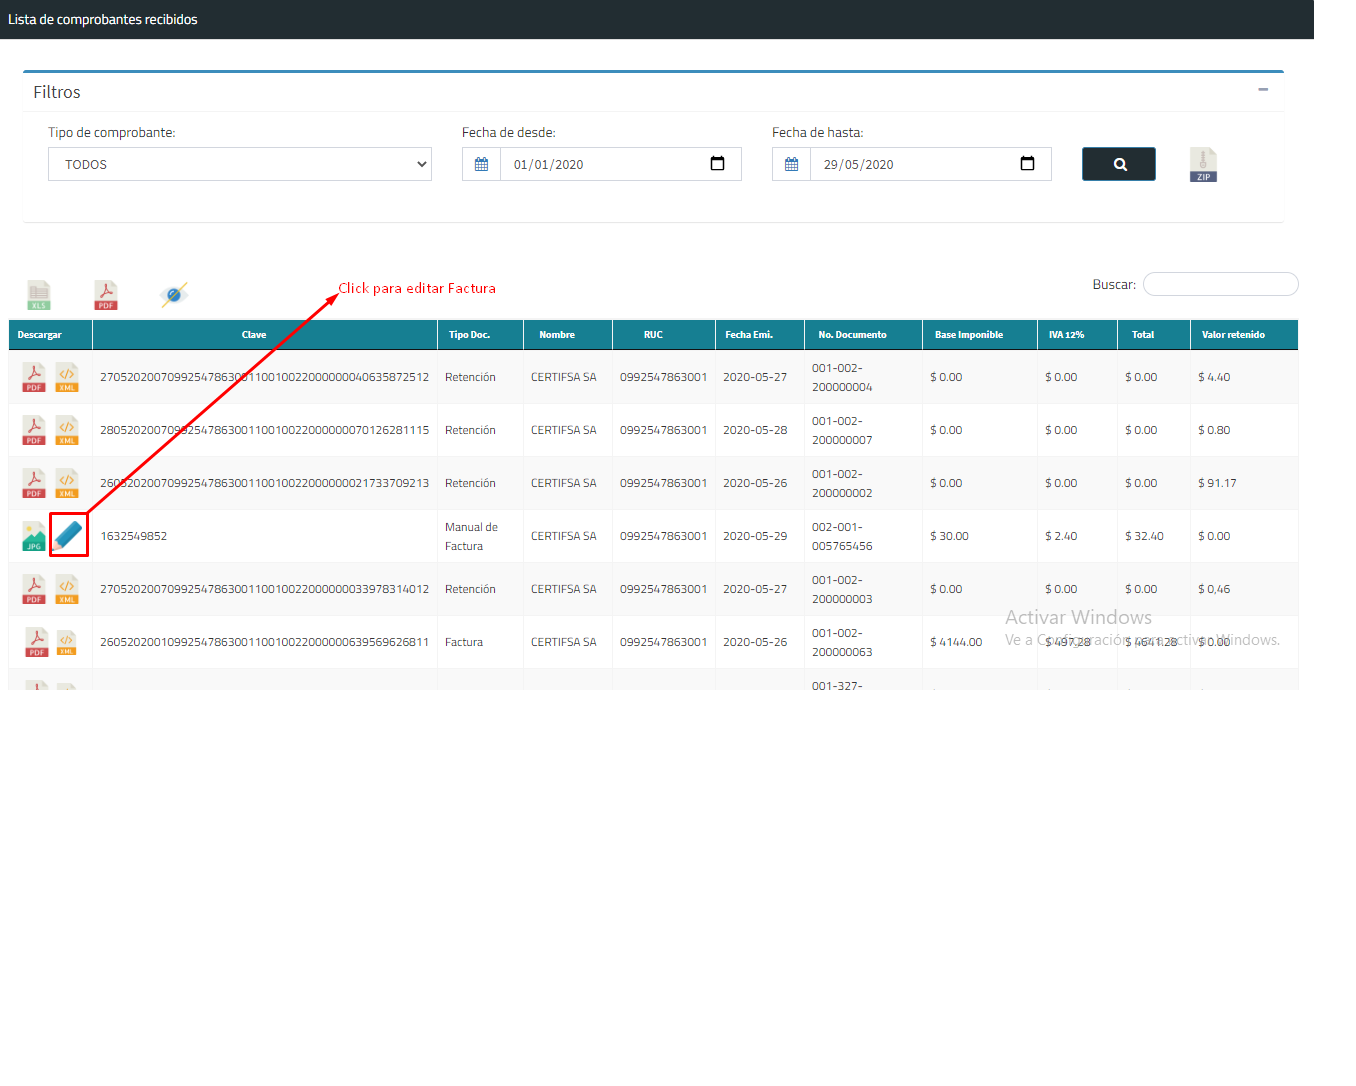 Lista de comprobantes recibidos
Filtros
Tipo de comprobante: Fecha de desde: Fecha de hasta:
TODOS 01/01/2020 29/05/2020 ZIP
XLS PDF Click para editar Factura Buscar:
Descargar Clave Tipo Doc. Nombre RUC Fecha Emi. No. Documento Base Imponible IVA 12% Total Valor retenido
PDF XML 2705202007099254786300110010022000000040635872512 Retención CERTIFSA SA 0992547863001 2020-05-27 001-002-200000004 $ 0.00 $ 0.00 $ 0.00 $ 4.40
PDF XML 2805202007099254786300110010022000000070126281115 Retención CERTIFSA SA 0992547863001 2020-05-28 001-002-200000007 $ 0.00 $ 0.00 $ 0.00 $ 0.80
PDF XML 2605202007099254786300110010022000000021733709213 Retención CERTIFSA SA 0992547863001 2020-05-26 001-002-200000002 $ 0.00 $ 0.00 $ 0.00 $ 91.17
JPG 1632549852 Manual de Factura CERTIFSA SA 0992547863001 2020-05-29 002-001-005765456 $ 30.00 $ 2.40 $ 32.40 $ 0.00
PDF XML 2705202007099254786300110010022000000033978314012 Retención CERTIFSA SA 0992547863001 2020-05-27 001-002-200000003 $ 0.00 $ 0.00 $ 0.00 $ 0,46
PDF XML 2605202001099254786300110010022000000639569626811 Factura CERTIFSA SA 0992547863001 2020-05-26 001-002-200000063 $ 4144.00 $ 497,28 $ 4641.28 $ 0.00
001-327-
Activar Windows
Ve a Configuración para activar Windows.